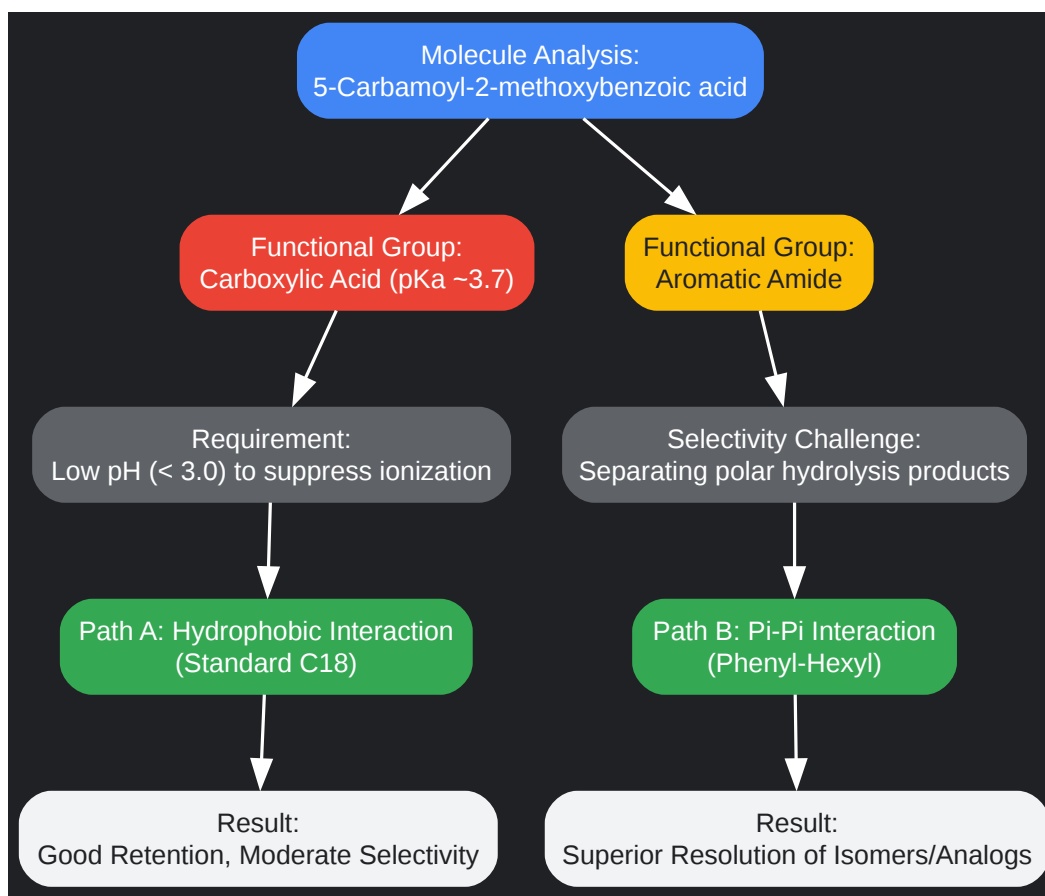 Molecule Analysis:
5-Carbamoyl-2-methoxybenzoic acid
Functional Group:
Carboxylic Acid (pKa ~3.7)
Functional Group:
Aromatic Amide
Requirement:
Low pH (< 3.0) to suppress ionization
Selectivity Challenge:
Separating polar hydrolysis products
Path A: Hydrophobic Interaction
(Standard C18)
Path B: Pi-Pi Interaction
(Phenyl-Hexyl)
Result:
Good Retention, Moderate Selectivity
Result:
Superior Resolution of Isomers/Analogs